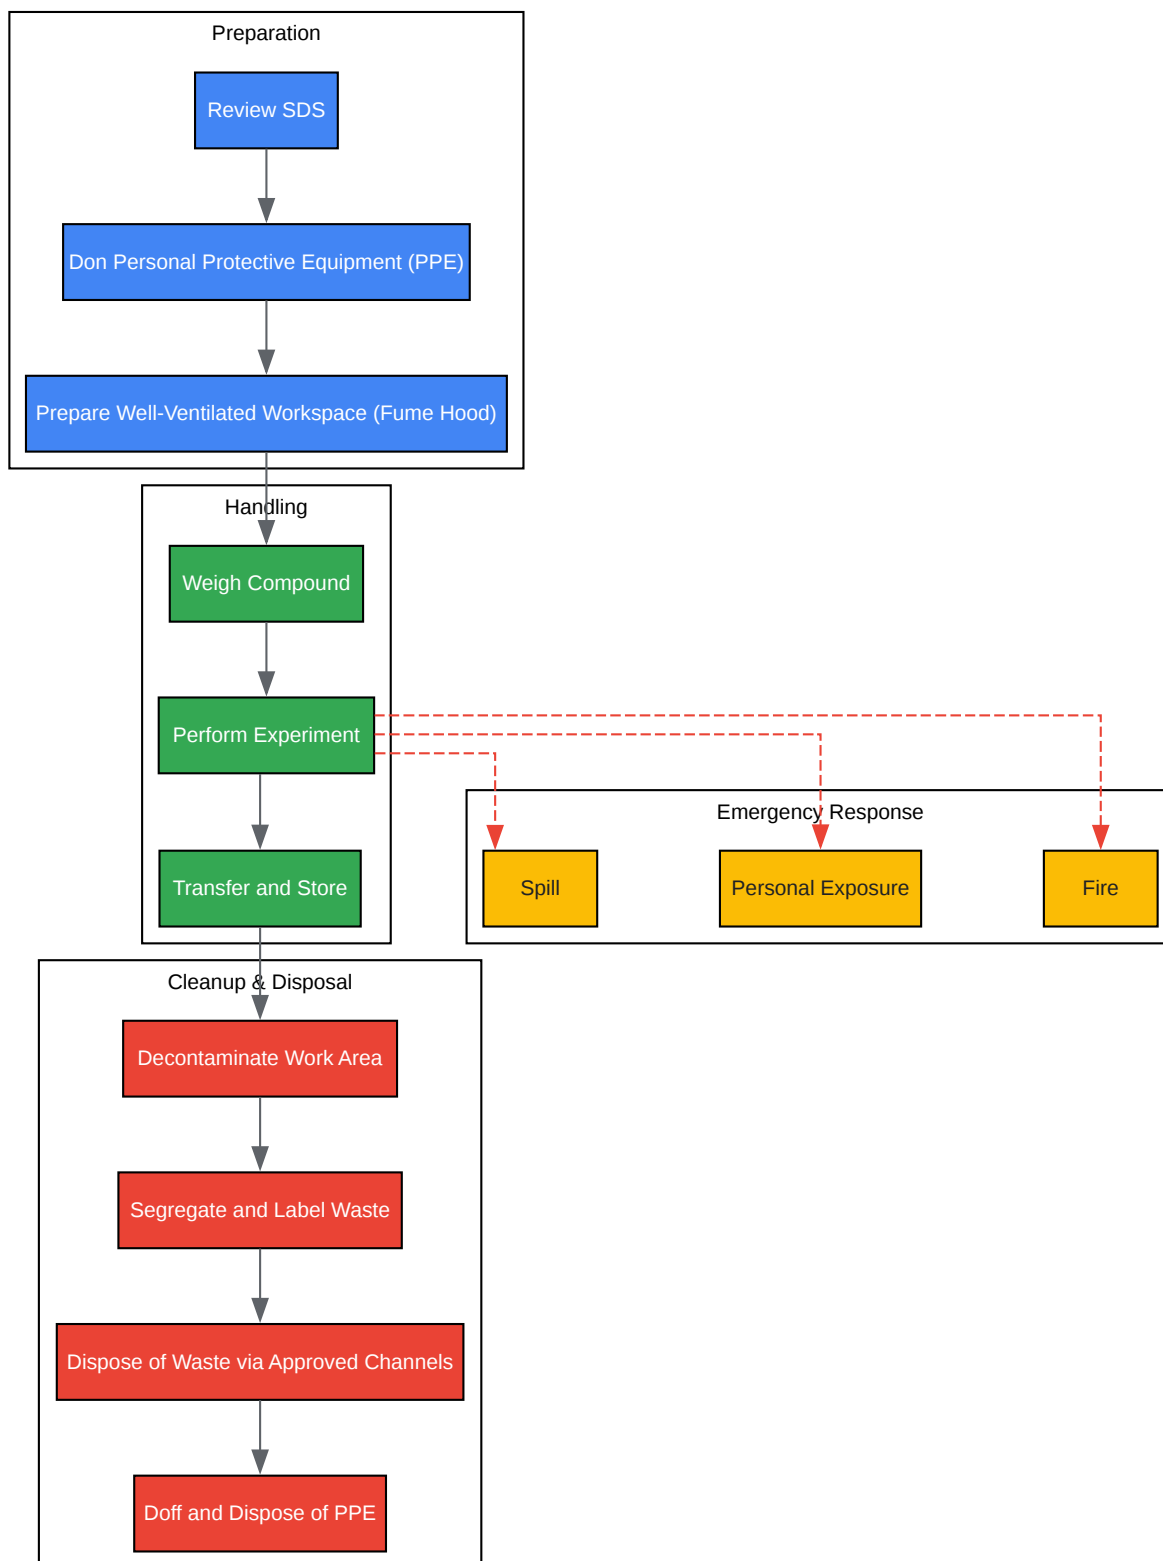 Preparation
Review SDS
Don Personal Protective Equipment (PPE)
Prepare Well-Ventilated Workspace (Fume Hood)
Handling
Weigh Compound
Perform Experiment
Transfer and Store
Emergency Response
Spill
Personal Exposure
Fire
Cleanup & Disposal
Decontaminate Work Area
Segregate and Label Waste
Dispose of Waste via Approved Channels
Doff and Dispose of PPE